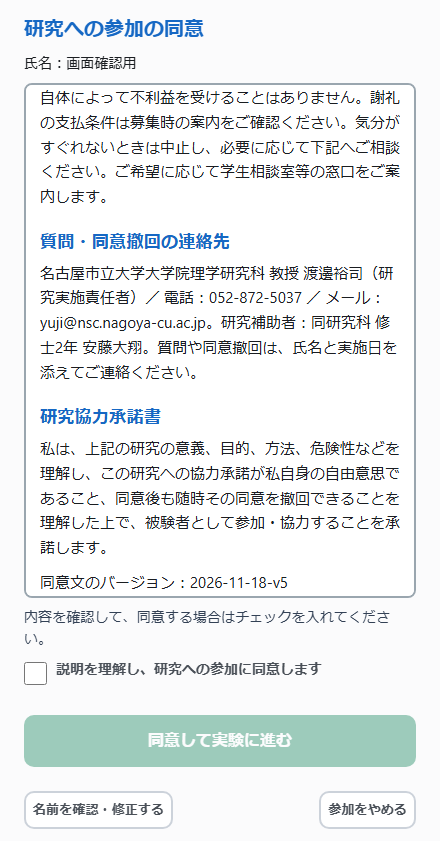 研究への参加の同意
氏名：画面確認用
自体によって不利益を受けることはありません。謝礼
の支払条件は募集時の案内をご確認ください。気分が
すぐれないときは中止し、必要に応じて下記へご相談
ください。ご希望に応じて学生相談室等の窓口をご案
内します。
質問・同意撤回の連絡先
名古屋市立大学大学院理学研究科 教授 渡邊裕司（研
究実施責任者）／ 電話：052-872-5037 ／ メール：
yuji@nsc.nagoya-cu.ac.jp。研究補助者：同研究科 修
士2年 安藤大翔。質問や同意撤回は、氏名と実施日を
添えてご連絡ください。
研究協力承諾書
私は、上記の研究の意義、目的、方法、危険性などを
理解し、この研究への協力承諾が私自身の自由意思で
あること、同意後も随時その同意を撤回できることを
理解した上で、被験者として参加・協力することを承
諾します。
同意文のバージョン：2026-11-18-v5
内容を確認して、同意する場合はチェックを入れてくださ
い。
説明を理解し、研究への参加に同意します
同意して実験に進む
名前を確認・修正する
参加をやめる